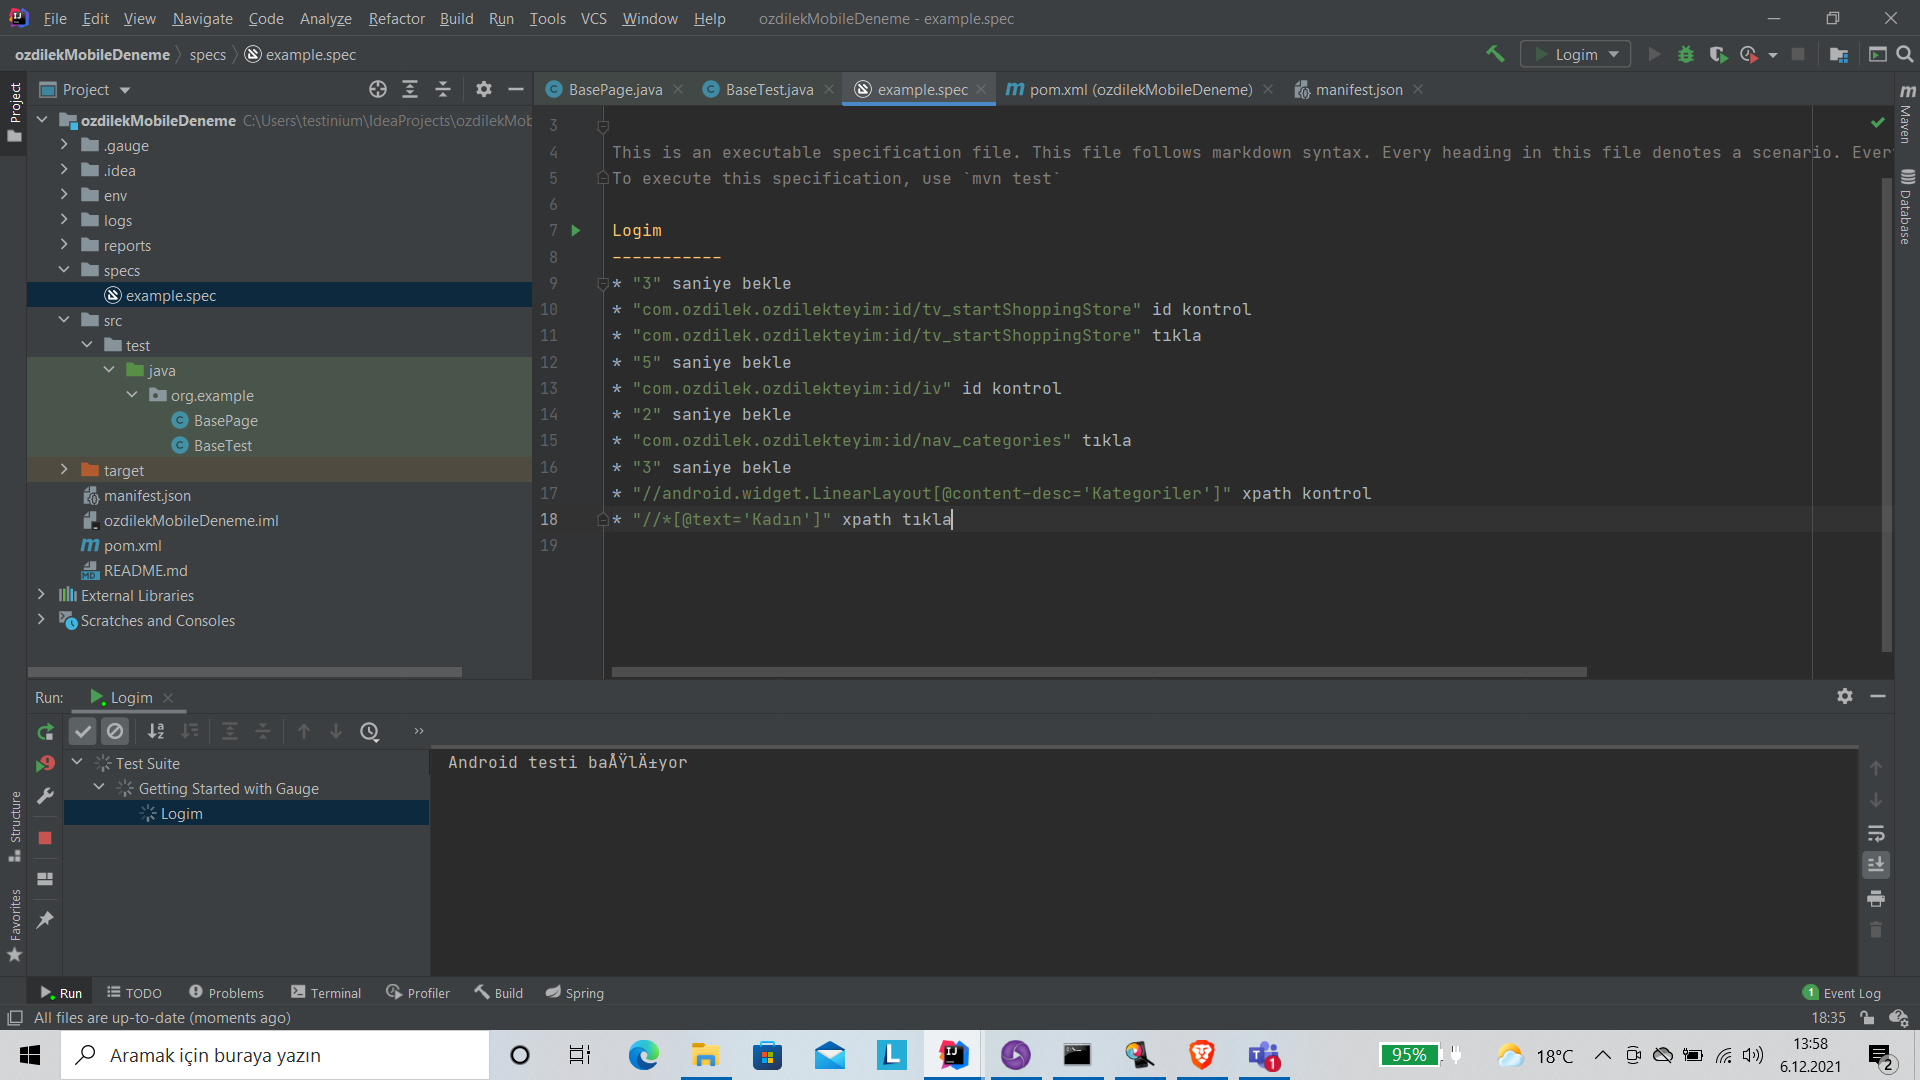 File Edit View Navigate Code Analyze Refactor Build Run Tools VCS Window Help ozdilekMobileDeneme - example.spec
ozdilekMobileDeneme specs example.spec Logim
Project
BasePage.java BaseTest.java example.spec pom.xml (ozdilekMobileDeneme) manifest.json
Project
ozdilekMobileDeneme C:\Users\testinium\IdeaProjects\ozdilekMob
.gauge
.idea
env
logs
reports
specs
example.spec
src
test
java
org.example
BasePage
BaseTest
target
manifest.json
ozdilekMobileDeneme.iml
pom.xml
README.md
External Libraries
Scratches and Consoles
3
4 This is an executable specification file. This file follows markdown syntax. Every heading in this file denotes a scenario. Ever
5 To execute this specification, use `mvn test`
6
7 Logim
8 -----------
9 * "3" saniye bekle
10 * "com.ozdilek.ozdilekteyim:id/tv_startShoppingStore" id kontrol
11 * "com.ozdilek.ozdilekteyim:id/tv_startShoppingStore" tıkla
12 * "5" saniye bekle
13 * "com.ozdilek.ozdilekteyim:id/iv" id kontrol
14 * "2" saniye bekle
15 * "com.ozdilek.ozdilekteyim:id/nav_categories" tıkla
16 * "3" saniye bekle
17 * "//android.widget.LinearLayout[@content-desc='Kategoriler']" xpath kontrol
18 * "//*[@text='Kadın']" xpath tıkla
19
Maven
Database
Run: Logim
Test Suite
Getting Started with Gauge
Logim
Android testi baÅŸlÄ±yor
Structure
Favorites
Run TODO Problems Terminal Profiler Build Spring 1 Event Log
All files are up-to-date (moments ago) 18:35
Aramak için buraya yazın 1 95% 18°C 13:58
6.12.2021 2